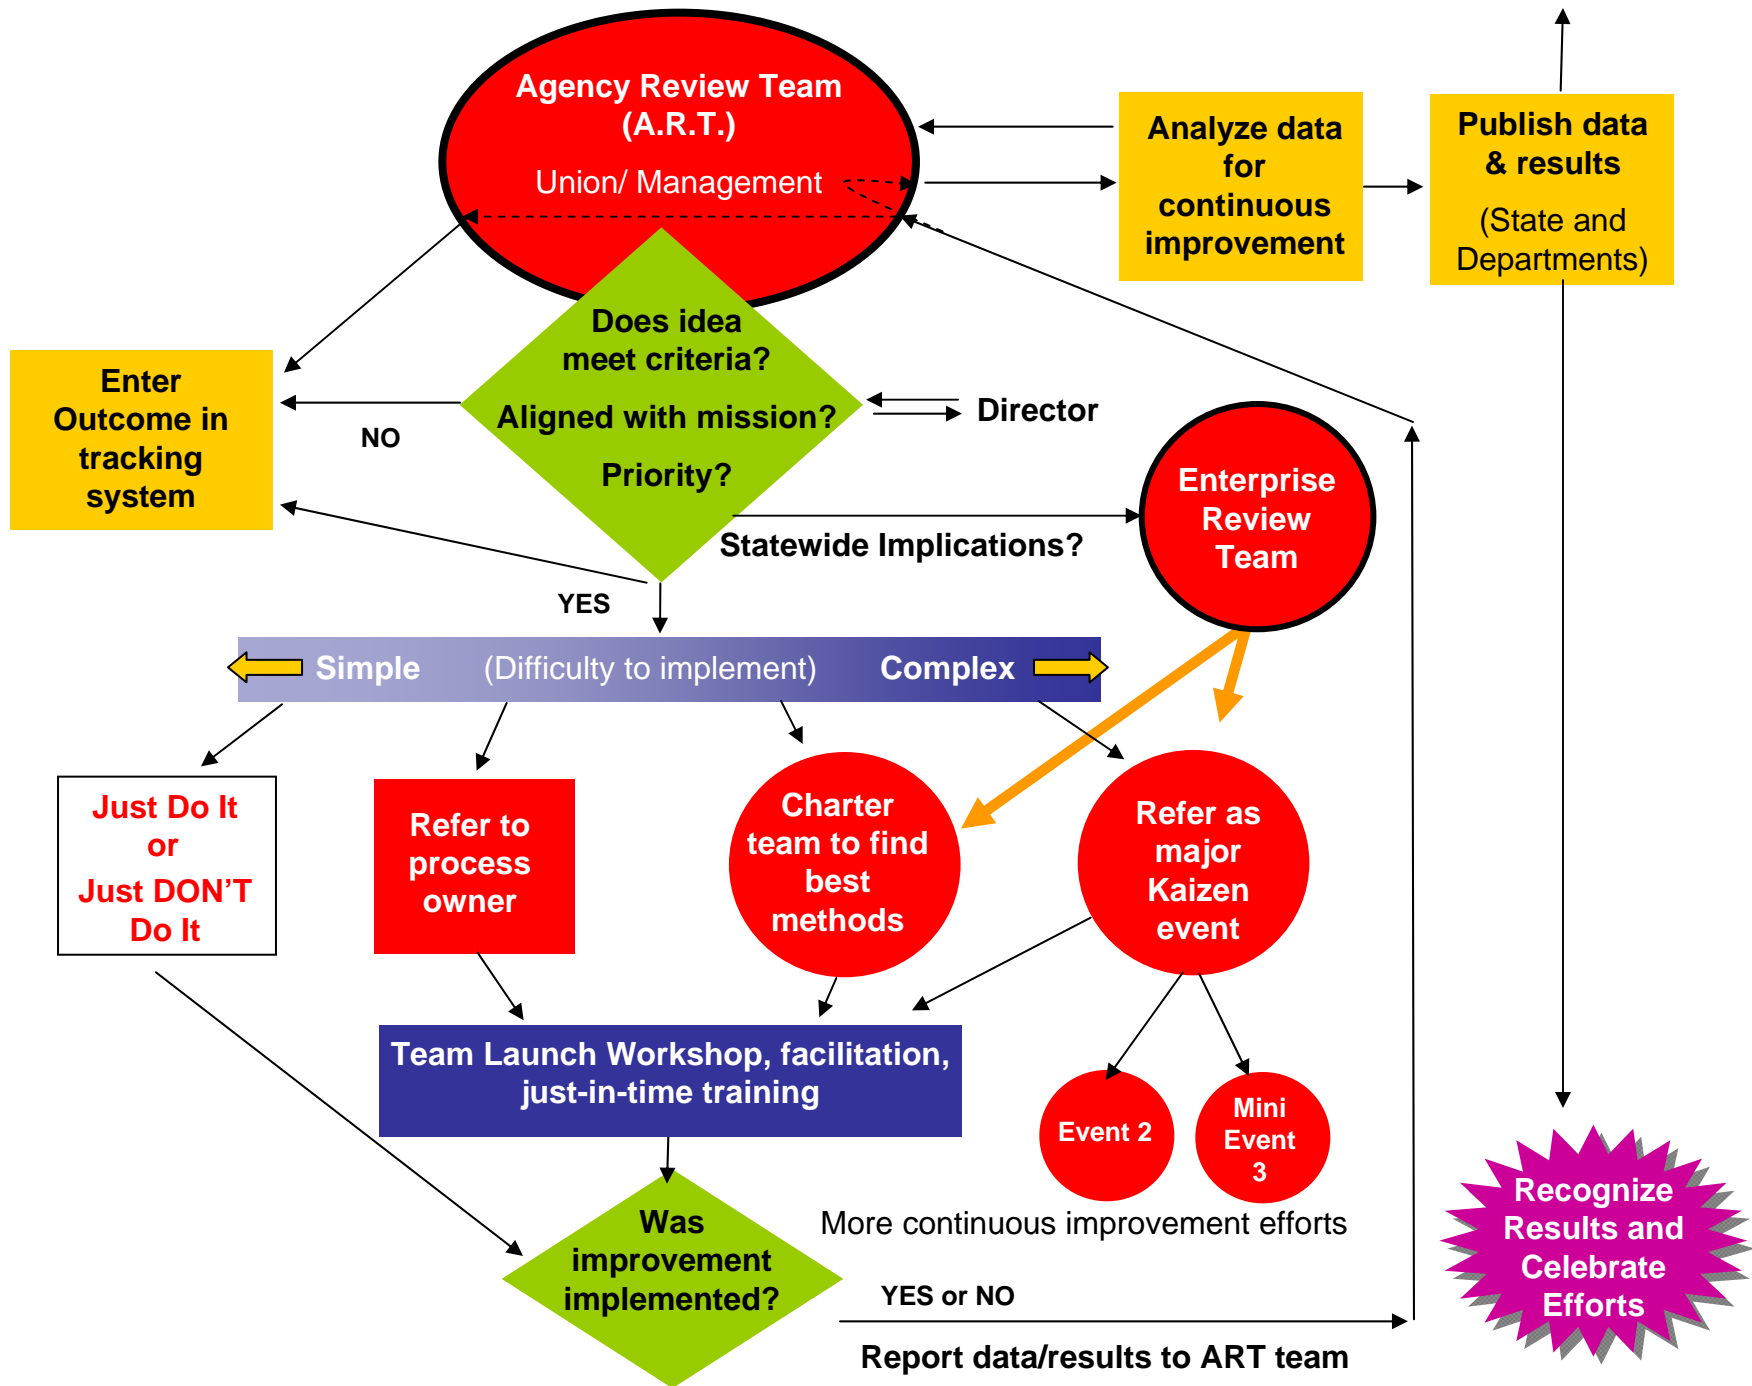 Agency Review Team
(A.R.T.)
Union/ Management
Analyze data
for
continuous
improvement
Publish data
& results
(State and
Departments)
Does idea
meet criteria?
Aligned with mission?
Priority?
Director
Enter
Outcome in
tracking
system
NO
Enterprise
Review
Team
Statewide Implications?
YES
Simple (Difficulty to implement) Complex
Just Do It
or
Just DON’T
Do It
Refer to
process
owner
Charter
team to find
best
methods
Refer as
major
Kaizen
event
Team Launch Workshop, facilitation,
just-in-time training
Event 2
Mini
Event
3
More continuous improvement efforts
Was
improvement
implemented?
YES or NO
Report data/results to ART team
Recognize
Results and
Celebrate
Efforts